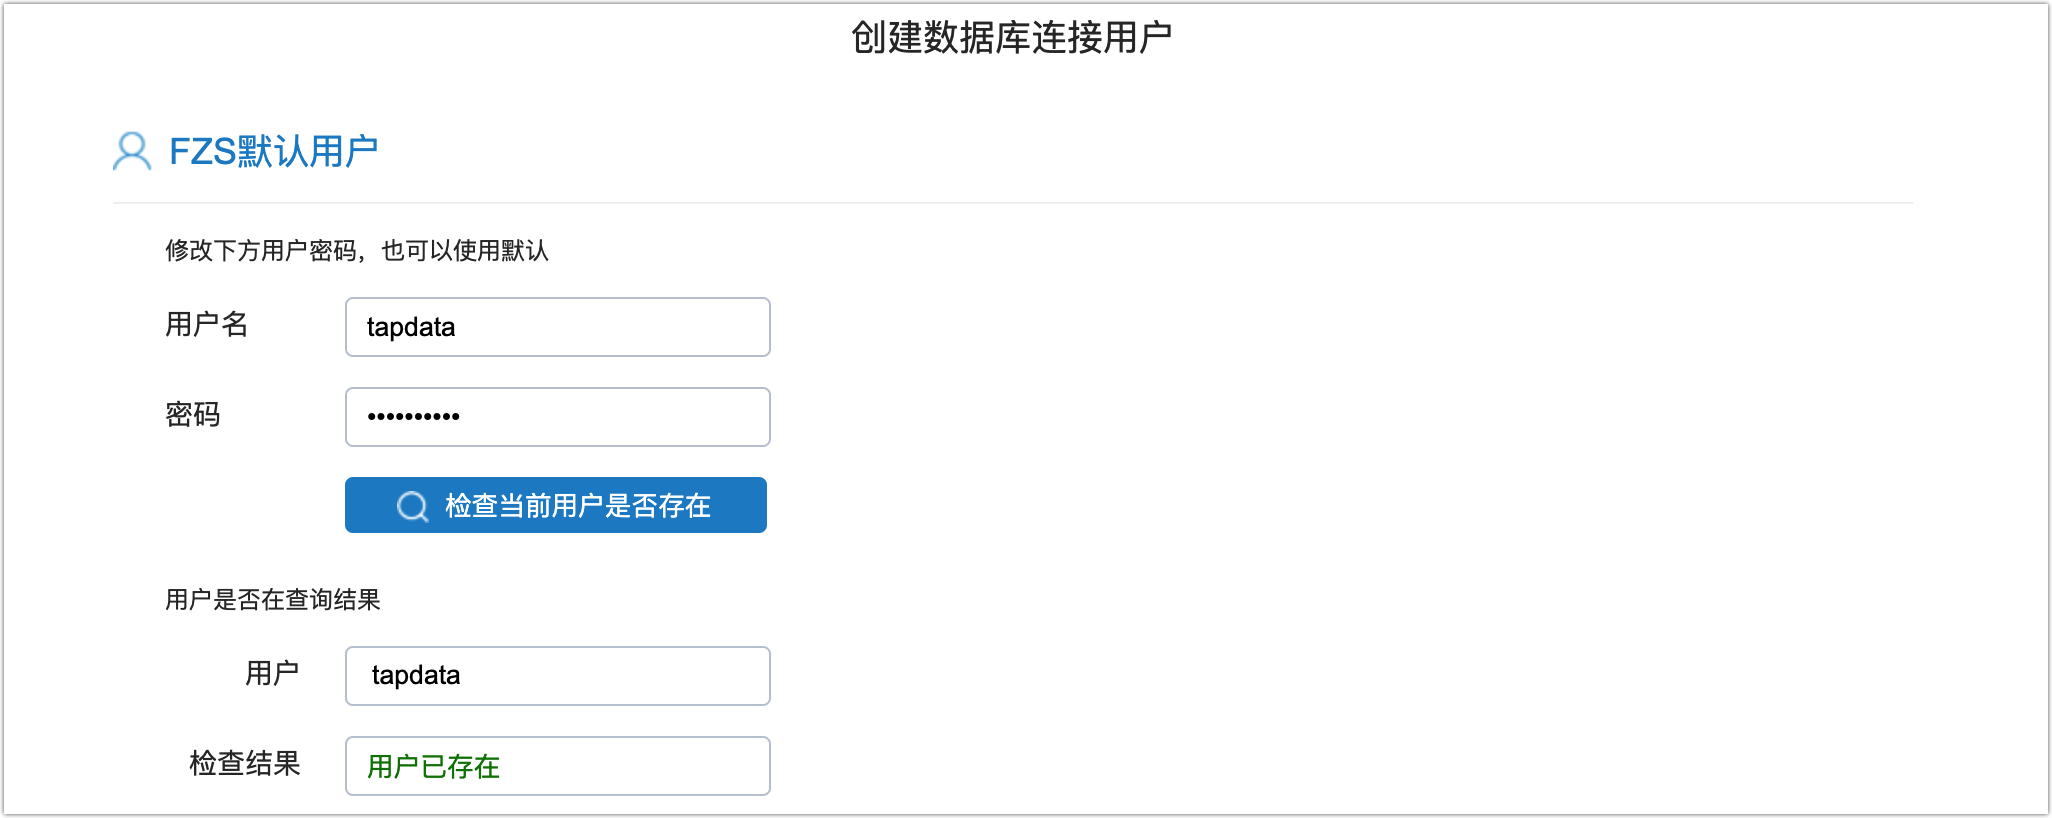 创建数据库连接用户
FZS默认用户
修改下方用户密码，也可以使用默认
用户名 tapdata
密码 ••••••••••
检查当前用户是否存在
用户是否在查询结果
用户 tapdata
检查结果 用户已存在